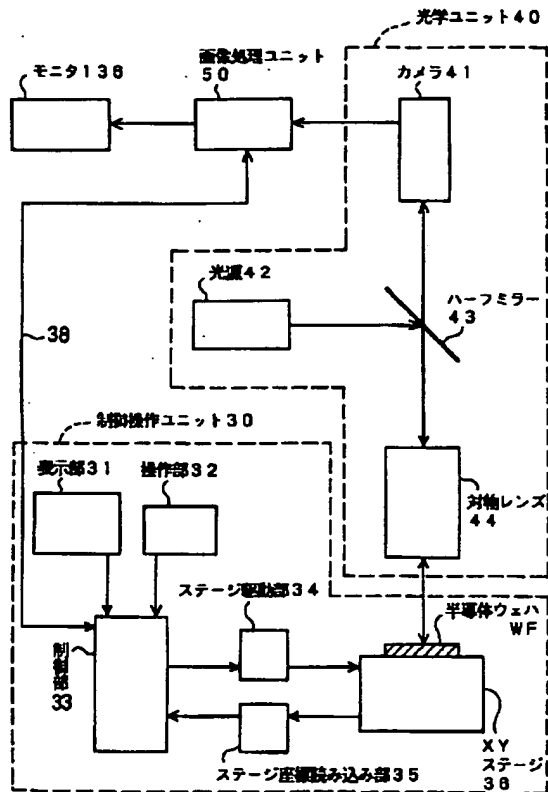 光学ユニット40
画像処理ユニット
50
モニタ136
カメラ41
光源42
ハーフミラー
43
38
制御操作ユニット30
表示部31
操作部32
対物レンズ
44
ステージ駆動部34
半導体ウェハ
WF
制御部
33
ステージ座標読み込み部35
XY
ステージ
36